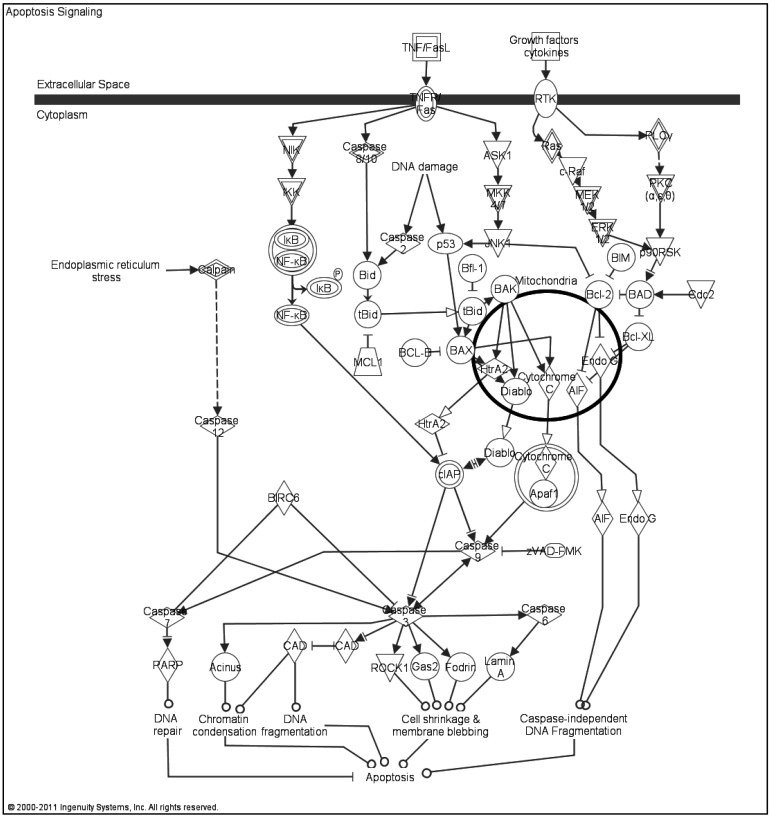 Apoptosis Signaling
TNF/FasL
Growth factors
cytokines
Extracellular Space
TNFR/
Fas
RTK
Cytoplasm
NIK
Caspase
8/10
ASK1
Ras
PLCγ
DNA damage
c-Raf
IKK
MKK
4/7
MEK
1/2
PKC
(α,ε,θ)
ERK
1/2
IκB
NF-κB
Caspase
2
p53
JNK1
p90RSK
BIM
Endoplasmic reticulum
stress
Calpain
Bid
Bfl-1
Mitochondria
IκB
P
BAK
Bcl-2
BAD
Cdc2
NF-κB
tBid
tBid
MCL1
BCL-B
BAX
Bcl-XL
Endo G
HtrA2
Diablo
Cytochrome
C
AIF
Caspase
12
HtrA2
Diablo
Cytochrome
C
cIAP
Apaf1
BIRC6
AIF
Endo G
Caspase
9
zVAD-FMK
Caspase
7
Caspase
3
Caspase
6
PARP
Acinus
CAD
ICAD
ROCK1
Gas2
Fodrin
Lamin
A
DNA
repair
Chromatin
condensation
DNA
fragmentation
Cell shrinkage &
membrane blebbing
Caspase-independent
DNA Fragmentation
Apoptosis
© 2000-2011 Ingenuity Systems, Inc. All rights reserved.